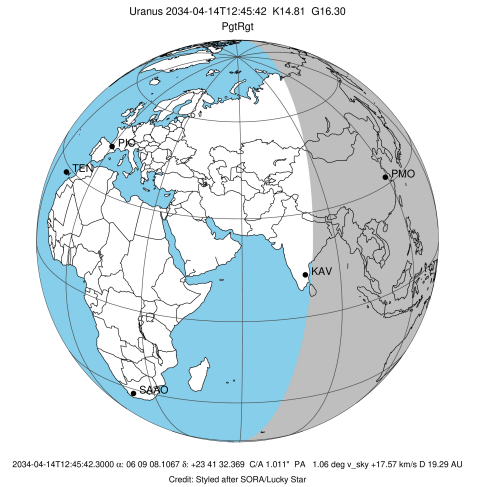 Uranus 2034-04-14T12:45:42 K14.81 G16.30
PgtRgt
PIC
TEN
PMO
KAV
SAAO
2034-04-14T12:45:42.3000 α: 06 09 08.1067 δ: +23 41 32.369 C/A 1.011" PA 1.06 deg v_sky +17.57 km/s D 19.29 AU
Credit: Styled after SORA/Lucky Star